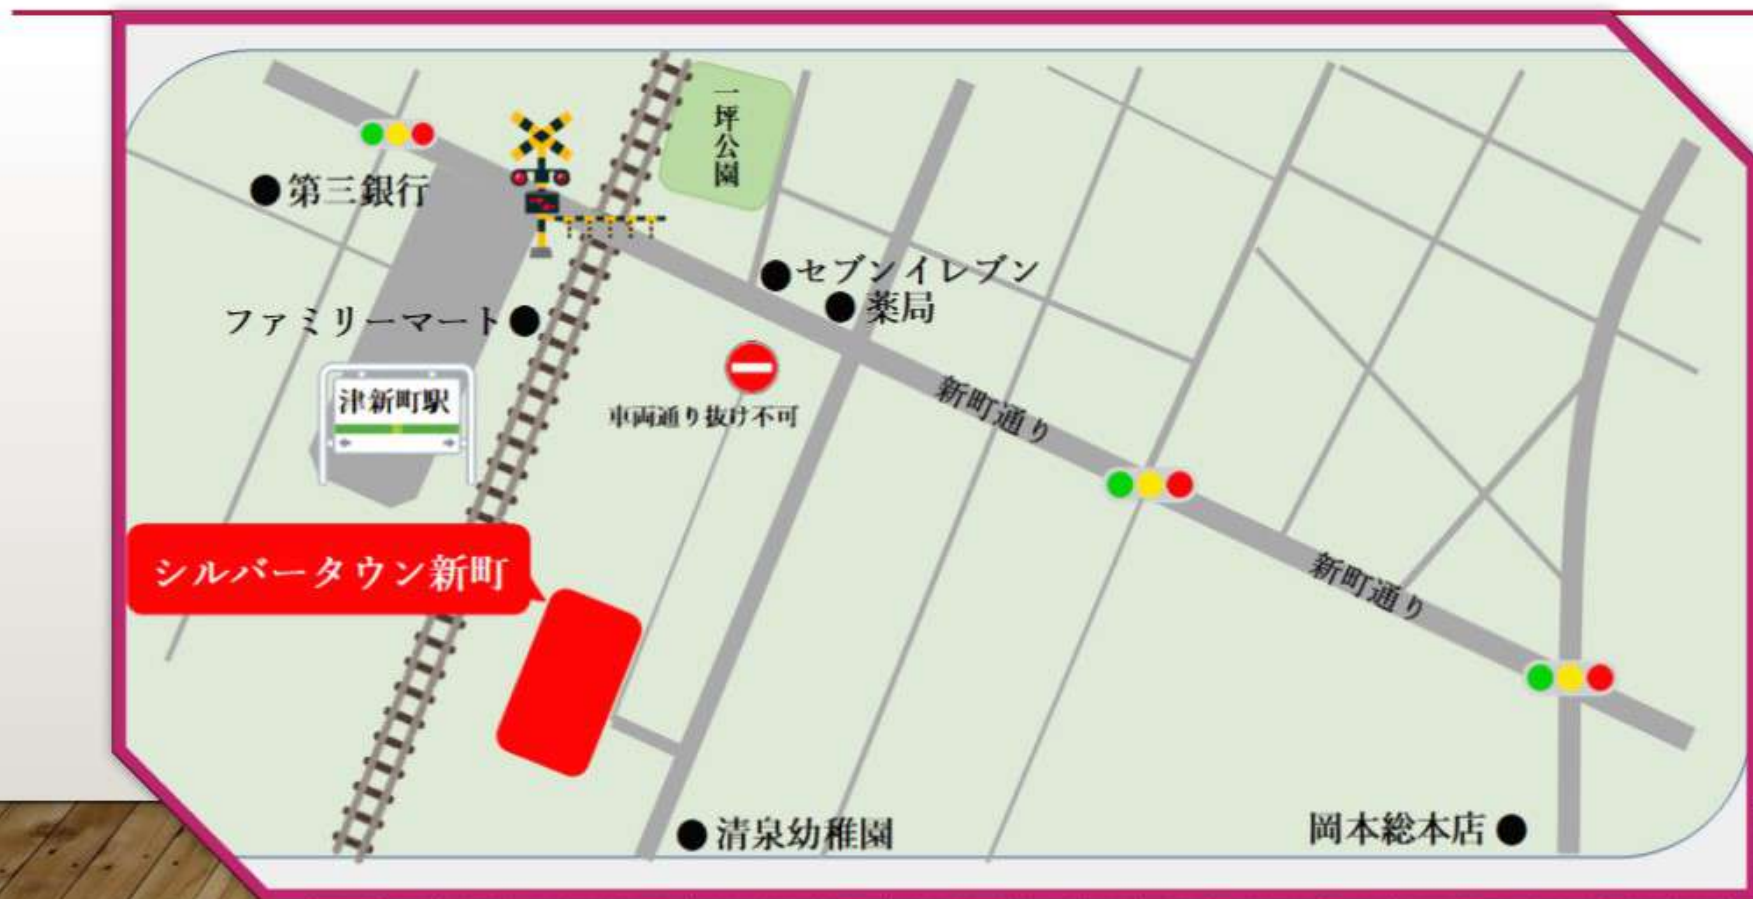 一坪公園
第三銀行
セブンイレブン
薬局
ファミリーマート
津新町駅
車両通り抜け不可
新町通り
シルバータウン新町
新町通り
清泉幼稚園
岡本総本店